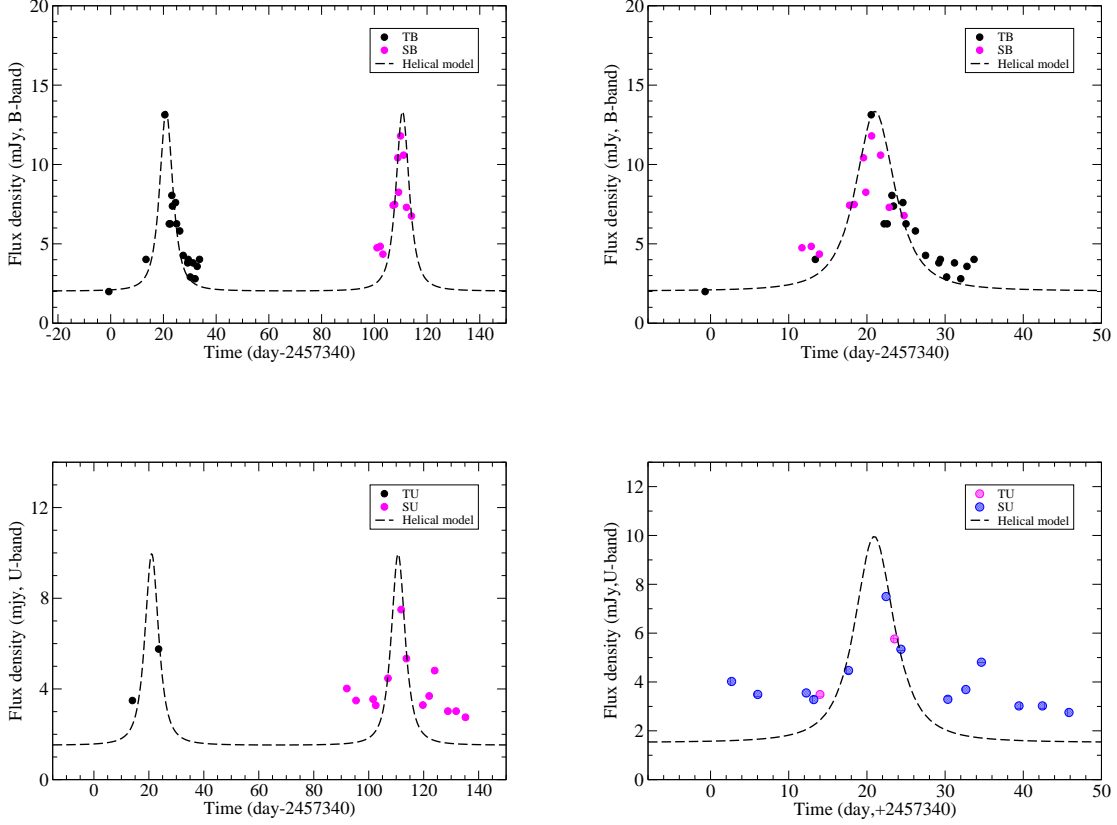 20
15
10
5
0
-20 0 20 40 60 80 100 120 140
Time (day-2457340)
Flux density (mJy, B-band)
TB
SB
Helical model
20
15
10
5
0
0 10 20 30 40 50
Time (day-2457340)
Flux density (mJy, B-band)
TB
SB
Helical model
12
8
4
0
0 20 40 60 80 100 120 140
Time (day-2457340)
Flux density (mjy, U-band)
TU
SU
Helical model
12
10
8
6
4
2
0
0 10 20 30 40 50
Time (day,+2457340)
Flux density (mJy,U-band)
TU
SU
Helical model